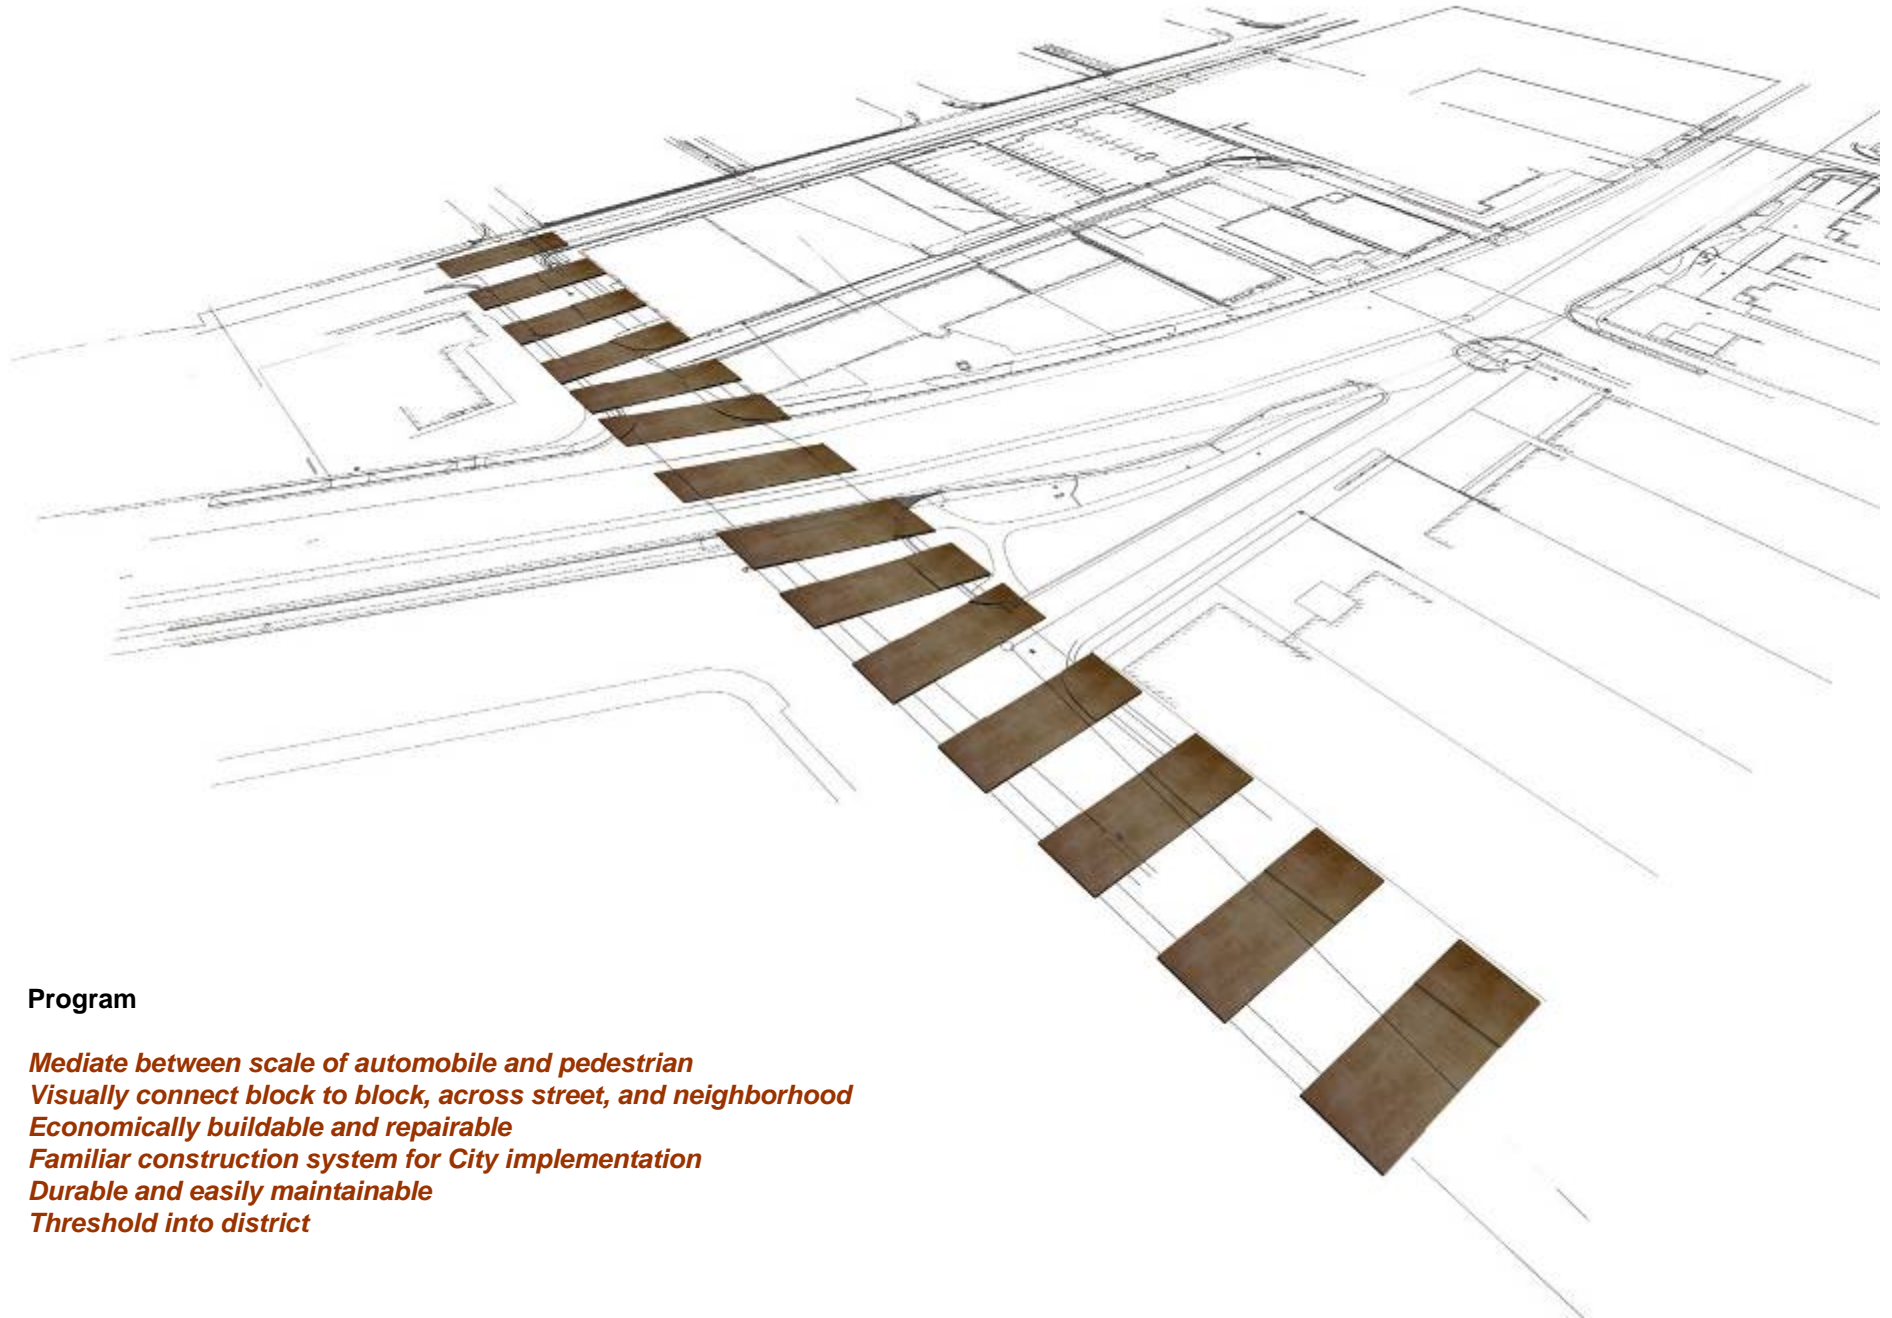 Program
Mediate between scale of automobile and pedestrian
Visually connect block to block, across street, and neighborhood
Economically buildable and repairable
Familiar construction system for City implementation
Durable and easily maintainable
Threshold into district